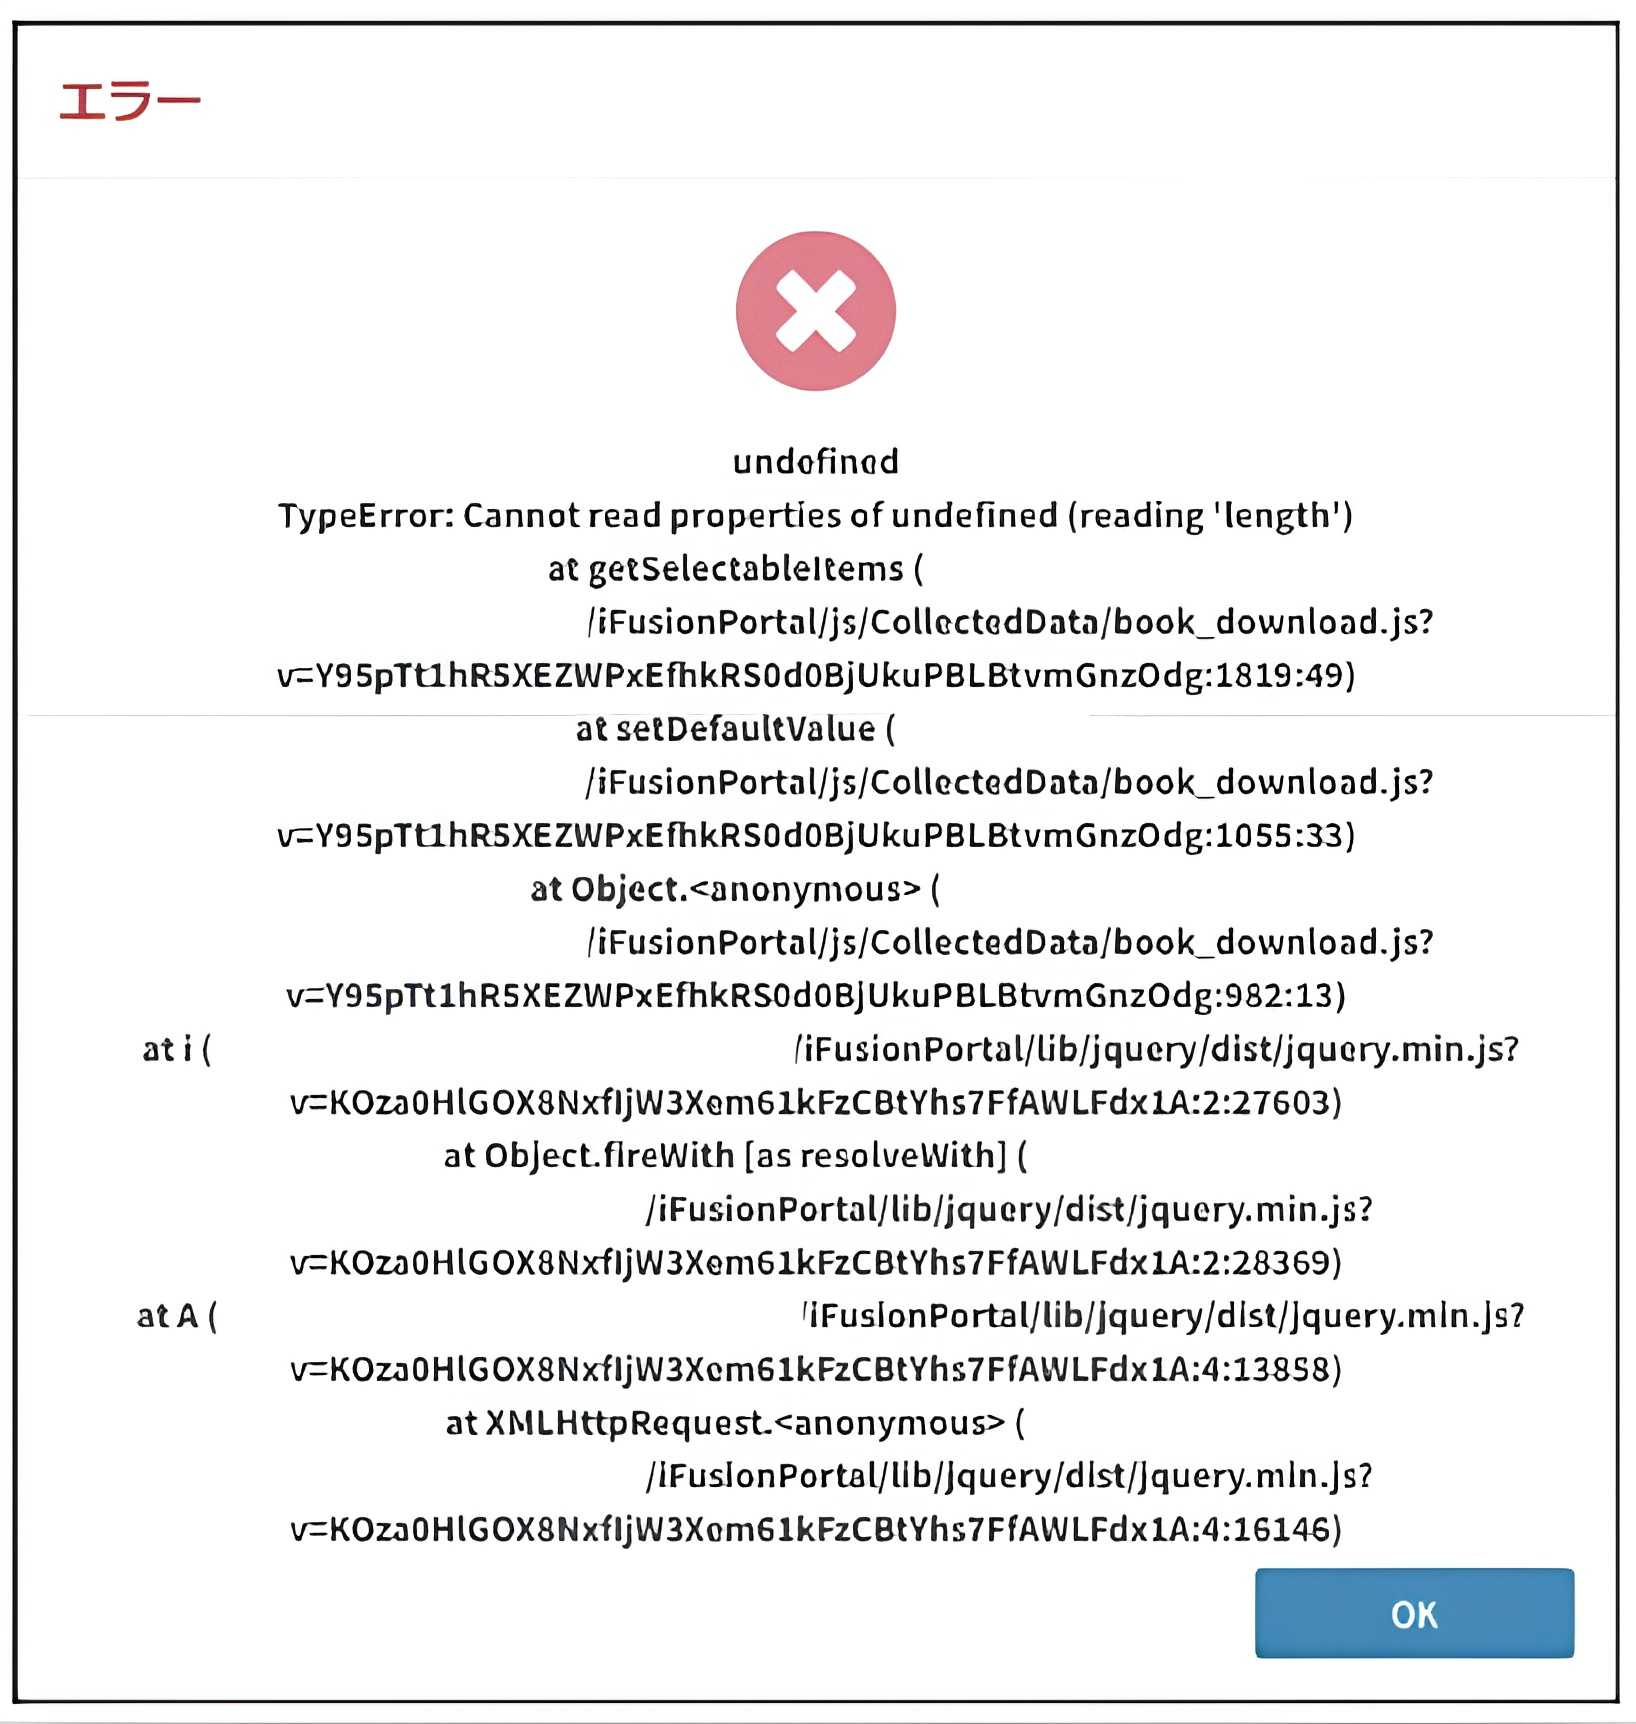 エラー
undefined
TypeError: Cannot read properties of undefined (reading 'length')
at getSelectableItems (
/iFusionPortal/js/CollectedData/book_download.js?
v=Y95pTt1hR5XEZWPxEfhkRS0d0BjUkuPBLBtvmGnzOdg:1819:49)
at setDefaultValue (
/iFusionPortal/js/CollectedData/book_download.js?
v=Y95pTt1hR5XEZWPxEfhkRS0d0BjUkuPBLBtvmGnzOdg:1055:33)
at Object.<anonymous> (
/iFusionPortal/js/CollectedData/book_download.js?
v=Y95pTt1hR5XEZWPxEfhkRS0d0BjUkuPBLBtvmGnzOdg:982:13)
at i ( /iFusionPortal/lib/jquery/dist/jquery.min.js?
v=KOza0HlGOX8NxfIjW3Xem61kFzCBtYhs7FfAWLFdx1A:2:27603)
at Object.fireWith [as resolveWith] (
/iFusionPortal/lib/jquery/dist/jquery.min.js?
v=KOza0HlGOX8NxfIjW3Xem61kFzCBtYhs7FfAWLFdx1A:2:28369)
at A ( /iFusionPortal/lib/jquery/dist/jquery.min.js?
v=KOza0HlGOX8NxfIjW3Xem61kFzCBtYhs7FfAWLFdx1A:4:13858)
at XMLHttpRequest.<anonymous> (
/iFusionPortal/lib/jquery/dist/jquery.min.js?
v=KOza0HlGOX8NxfIjW3Xem61kFzCBtYhs7FfAWLFdx1A:4:16146)
OK